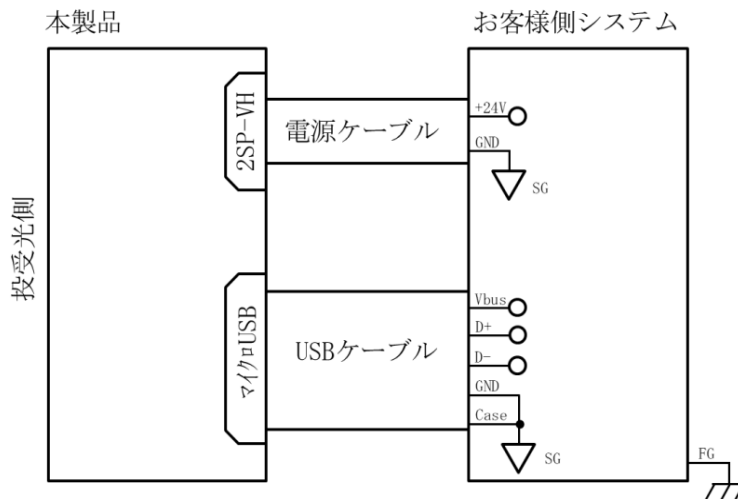 本製品
お客様側システム
投受光側
2SP-VH
電源ケーブル
+24V
GND
SG
マイクロUSB
USBケーブル
Vbus
D+
D-
GND
Case
SG
FG